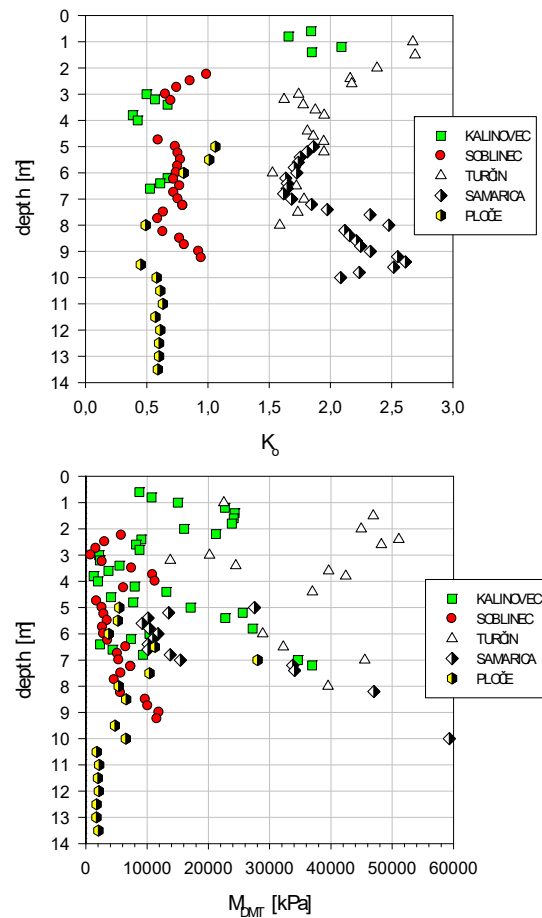 0
1
2
3
4
5
6
7
8
9
10
11
12
13
14
depth [m]
KALINOVEC
SOBLINEC
TURČIN
SAMARICA
PLOČE
0,0 0,5 1,0 1,5 2,0 2,5 3,0
Ko
0
1
2
3
4
5
6
7
8
9
10
11
12
13
14
depth [m]
KALINOVEC
SOBLINEC
TURČIN
SAMARICA
PLOČE
0 10000 20000 30000 40000 50000 60000
MDMT [kPa]